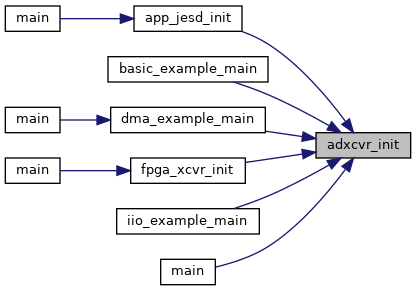 main
app_jesd_init
basic_example_main
main
dma_example_main
adxcvr_init
main
fpga_xcvr_init
iio_example_main
main